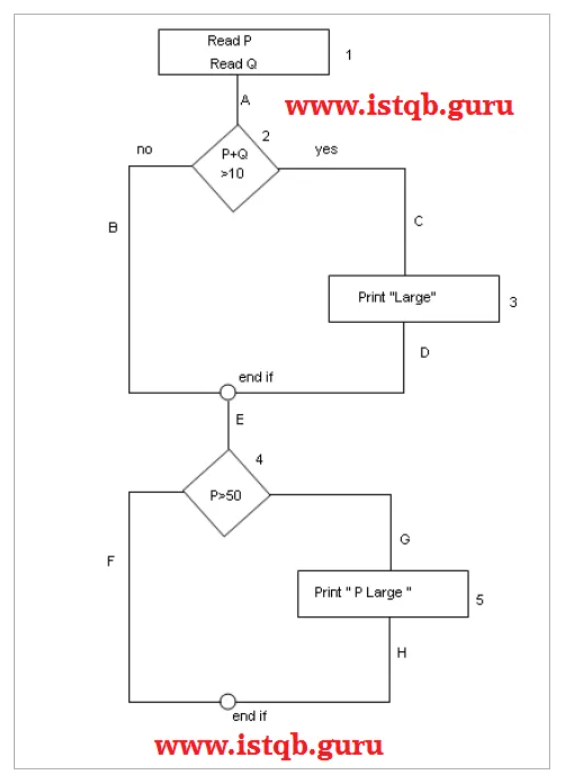 Read P
Read Q
1
A
www.istqb.guru
2
no
P+Q
>10
yes
B
C
Print "Large"
3
D
end if
E
4
P>50
F
G
Print " P Large "
5
H
end if
www.istqb.guru